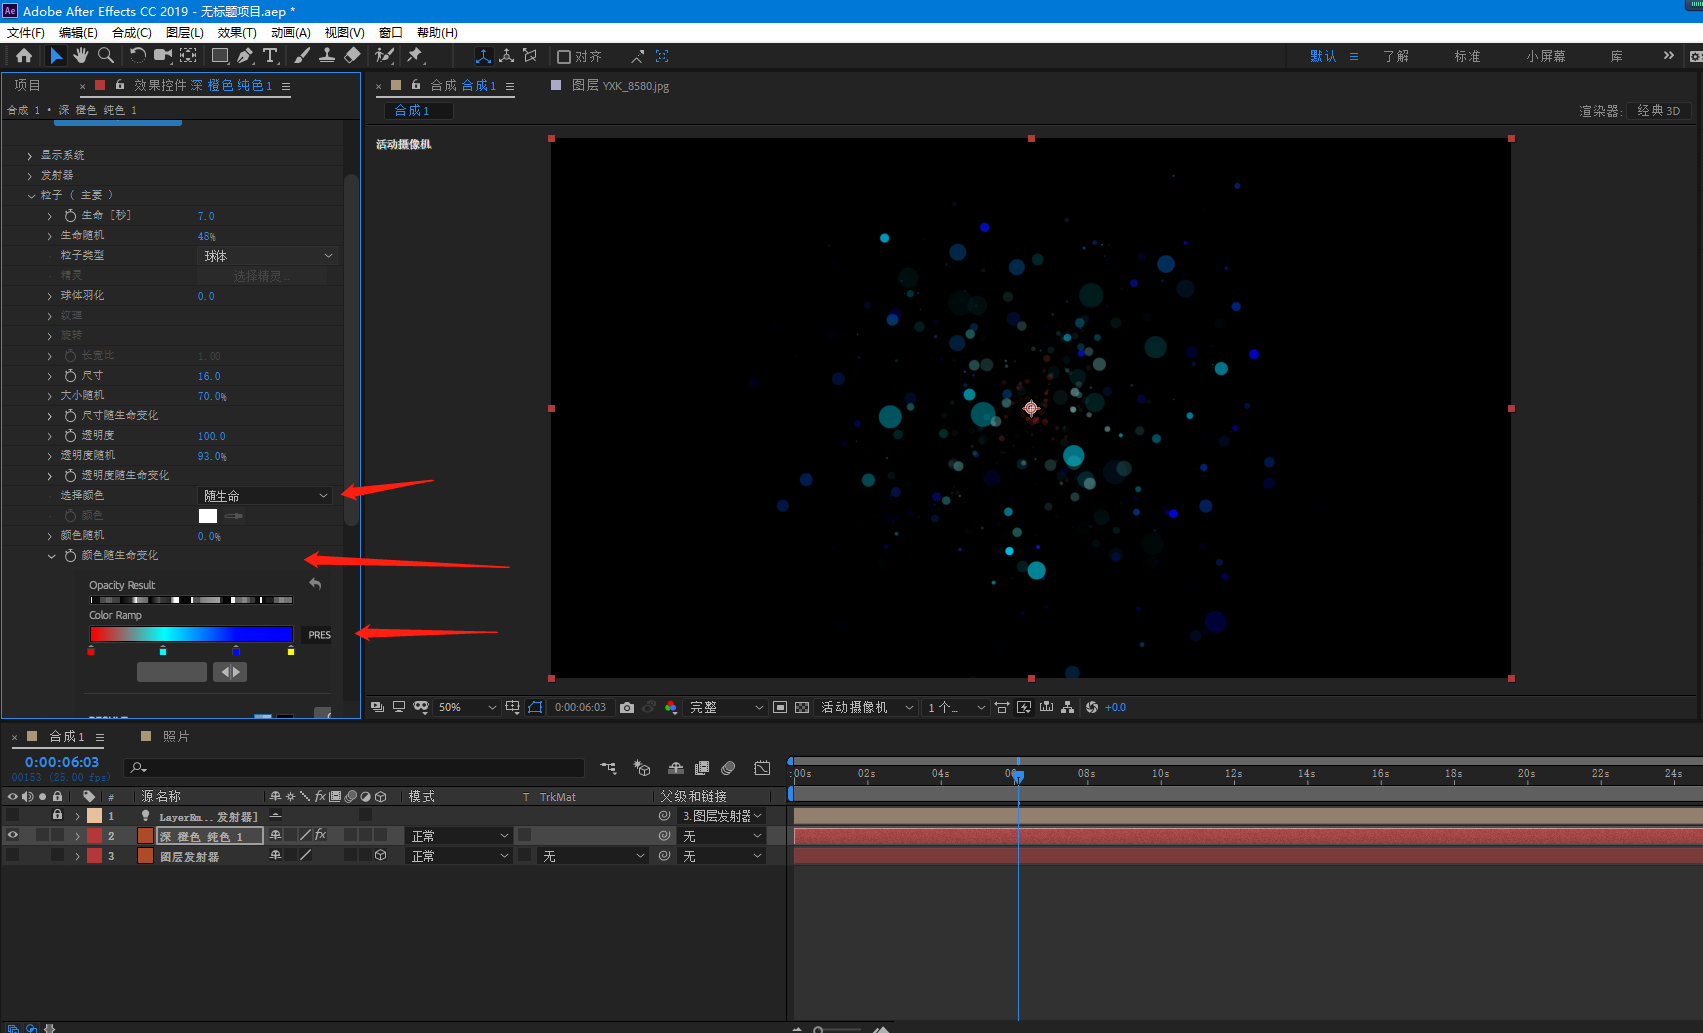 Ae Adobe After Effects CC 2019 - 无标题项目.aep *
文件(F) 编辑(E) 合成(C) 图层(L) 效果(T) 动画(A) 视图(V) 窗口 帮助(H)
T 对齐 默认 了解 标准 小屏幕 库 »
项目 × 效果控件 深 橙色 纯色 1
合成 1 • 深 橙色 纯色 1
显示系统
发射器
粒子 ( 主要 )
生命 [秒] 7.0
生命随机 48%
粒子类型 球体
精灵 选择精灵...
球体羽化 0.0
纹理
旋转
长宽比 1.00
尺寸 16.0
大小随机 70.0%
尺寸随生命变化
透明度 100.0
透明度随机 93.0%
透明度随生命变化
选择颜色 随生命
颜色
颜色随机 0.0%
颜色随生命变化
Opacity Result
Color Ramp
PRES
× 合成 合成 1 图层 YXK_8580.jpg
合成 1
渲染器: 经典 3D
活动摄像机
50% 0:00:06:03 完整 活动摄像机 1 个... +0.0
× 合成 1 照片
0:00:06:03
00153 (25.00 fps)
:00s 02s 04s 06s 08s 10s 12s 14s 16s 18s 20s 22s 24s
# 源名称 fx 模式 T TrkMat 父级和链接
1 LayerEm... 发射器] 3.图层发射器
2 深 橙色 纯色 1 fx 正常 无
3 图层发射器 正常 无 无